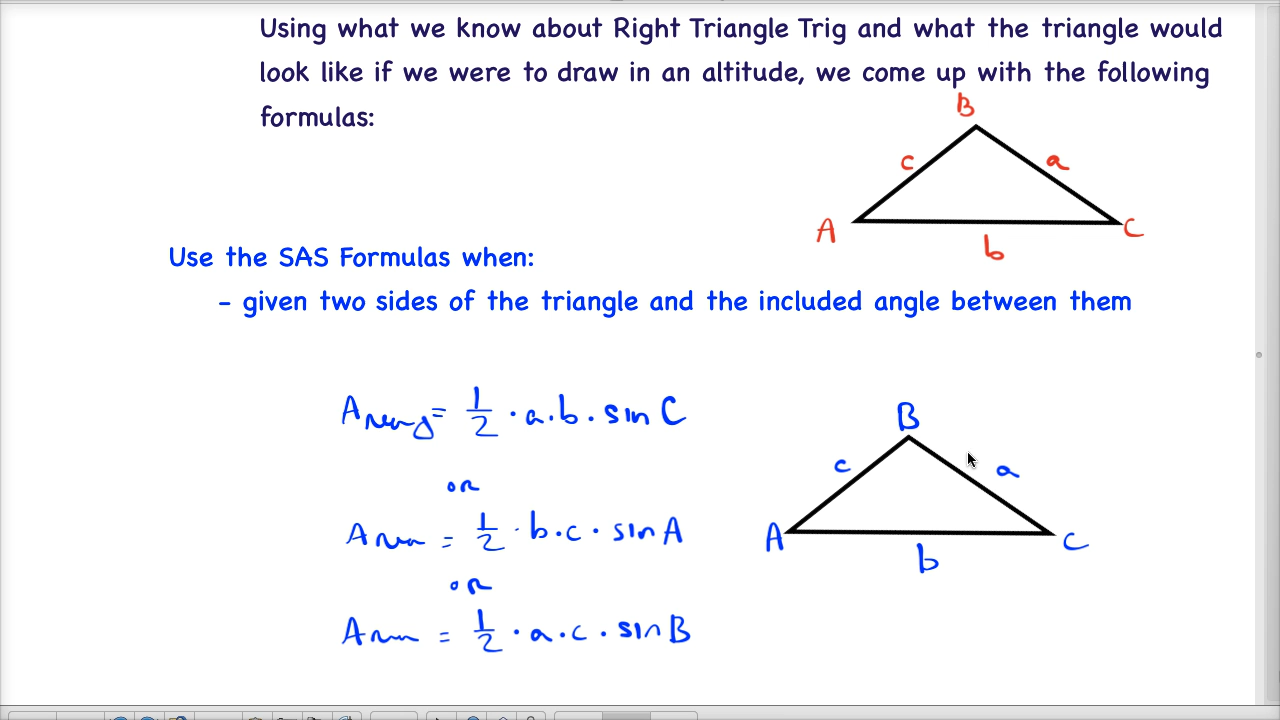 Using what we know about Right Triangle Trig and what the triangle would
look like if we were to draw in an altitude, we come up with the following
formulas:
B
c
a
A
C
b
Use the SAS Formulas when:
- given two sides of the triangle and the included angle between them
Area△ = 1/2 · a · b · sin C
or
Area = 1/2 · b · c · sin A
or
Area = 1/2 · a · c · sin B
B
c
a
A
C
b